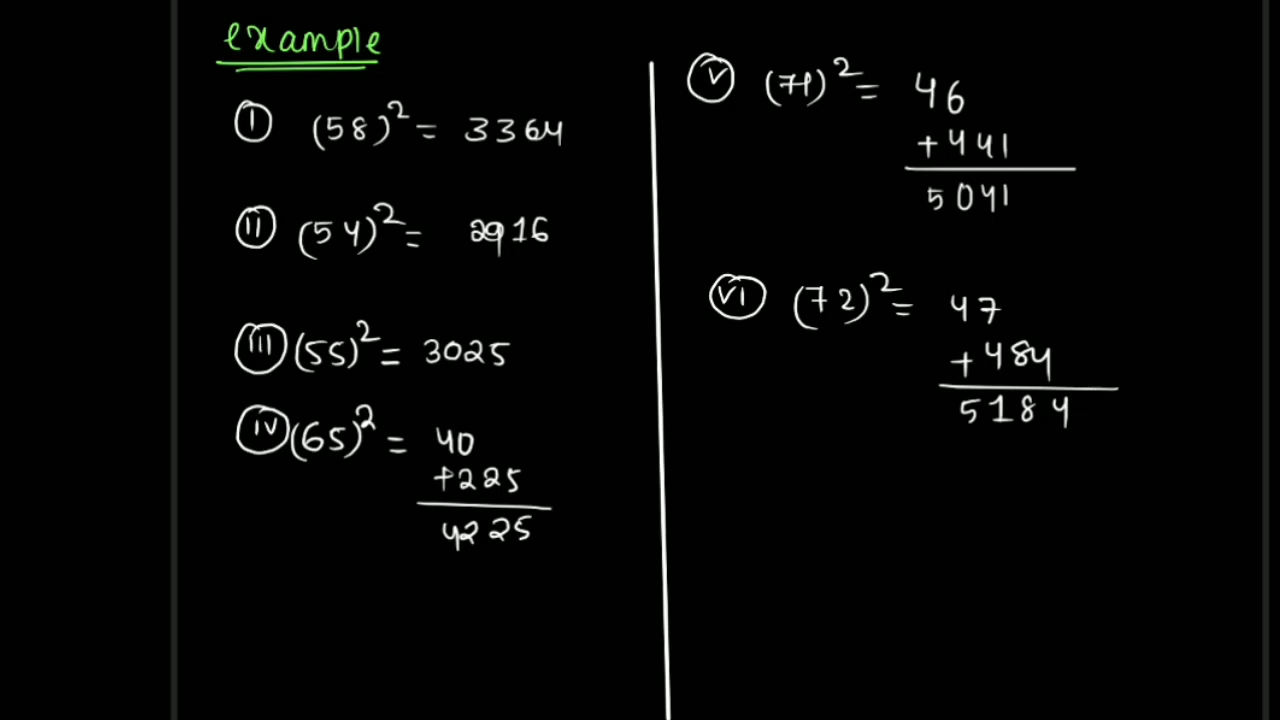 example
(i) (58)² = 3364
(ii) (54)² = 2916
(iii) (55)² = 3025
(iv) (65)² = 40
+225
4225
(v) (71)² = 46
+441
5041
(vi) (72)² = 47
+484
5184